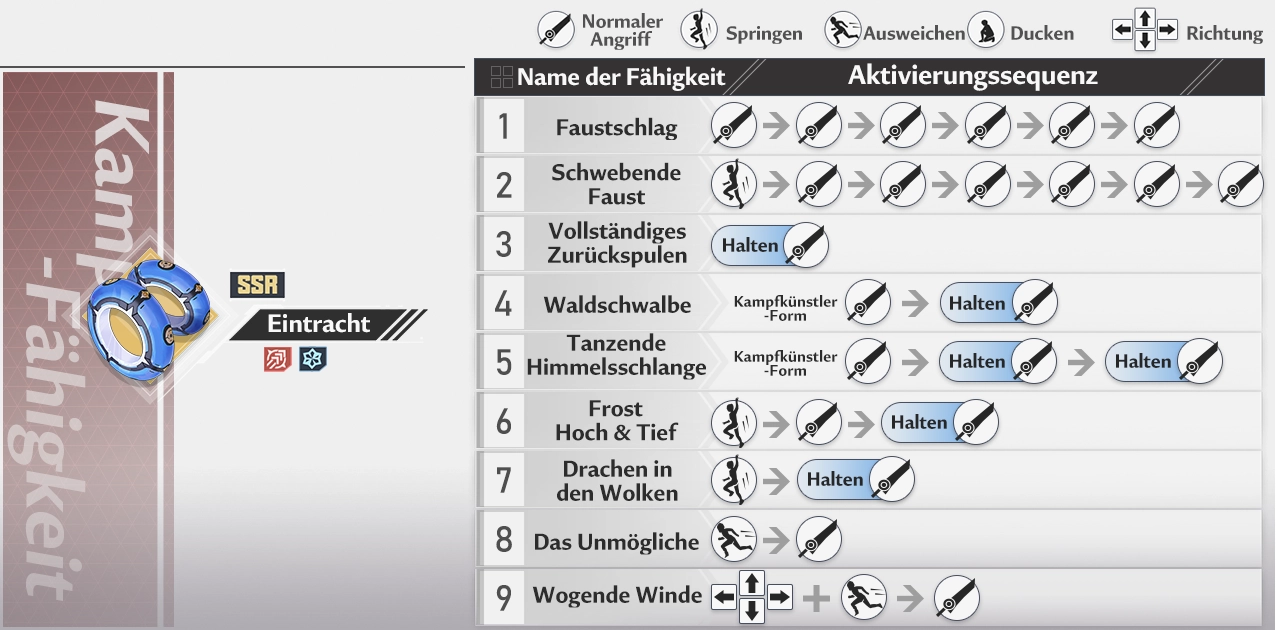 Normaler
Angriff
Springen
Ausweichen
Ducken
Richtung
Name der Fähigkeit
Aktivierungssequenz
Kampf
-Fähigkeit
SSR
Eintracht
1
Faustschlag
2
Schwebende
Faust
3
Vollständiges
Zurückspulen
Halten
4
Waldschwalbe
Kampfkünstler
-Form
Halten
5
Tanzende
Himmelsschlange
Kampfkünstler
-Form
Halten
Halten
6
Frost
Hoch & Tief
Halten
7
Drachen in
den Wolken
Halten
8
Das Unmögliche
9
Wogende Winde